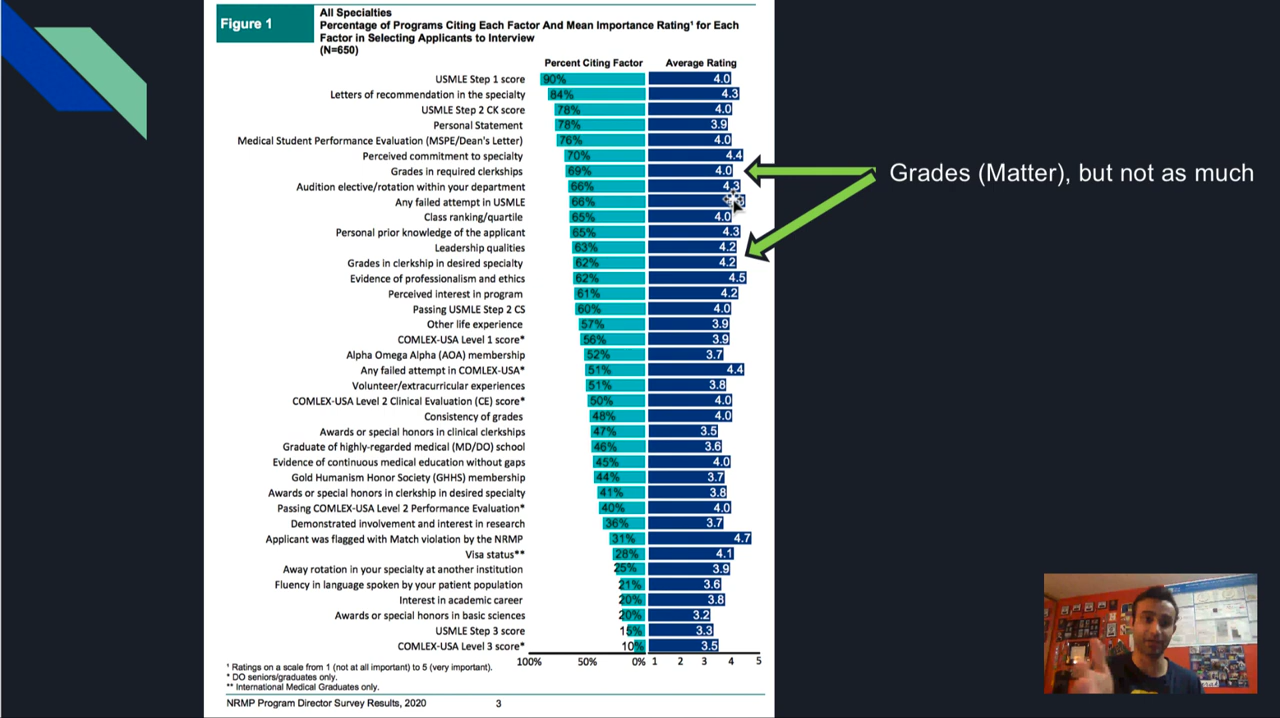 Figure 1
All Specialties
Percentage of Programs Citing Each Factor And Mean Importance Rating¹ for Each
Factor in Selecting Applicants to Interview
(N=650)
Percent Citing Factor Average Rating
USMLE Step 1 score 90% 4.0
Letters of recommendation in the specialty 84% 4.3
USMLE Step 2 CK score 78% 4.0
Personal Statement 78% 3.9
Medical Student Performance Evaluation (MSPE/Dean's Letter) 76% 4.0
Perceived commitment to specialty 70% 4.4
Grades in required clerkships 69% 4.0
Grades (Matter), but not as much
Audition elective/rotation within your department 66% 4.3
Any failed attempt in USMLE 66%
Class ranking/quartile 65% 4.0
Personal prior knowledge of the applicant 65% 4.3
Leadership qualities 63% 4.2
Grades in clerkship in desired specialty 62% 4.2
Evidence of professionalism and ethics 62% 4.5
Perceived interest in program 61% 4.2
Passing USMLE Step 2 CS 60% 4.0
Other life experience 57% 3.9
COMLEX-USA Level 1 score* 56% 3.9
Alpha Omega Alpha (AOA) membership 52% 3.7
Any failed attempt in COMLEX-USA* 51% 4.4
Volunteer/extracurricular experiences 51% 3.8
COMLEX-USA Level 2 Clinical Evaluation (CE) score* 50% 4.0
Consistency of grades 48% 4.0
Awards or special honors in clinical clerkships 47% 3.5
Graduate of highly-regarded medical (MD/DO) school 46% 3.6
Evidence of continuous medical education without gaps 45% 4.0
Gold Humanism Honor Society (GHHS) membership 44% 3.7
Awards or special honors in clerkship in desired specialty 41% 3.8
Passing COMLEX-USA Level 2 Performance Evaluation* 40% 4.0
Demonstrated involvement and interest in research 36% 3.7
Applicant was flagged with Match violation by the NRMP 31% 4.7
Visa status** 28% 4.1
Away rotation in your specialty at another institution 25% 3.9
Fluency in language spoken by your patient population 21% 3.6
Interest in academic career 20% 3.8
Awards or special honors in basic sciences 20% 3.2
USMLE Step 3 score 15% 3.3
COMLEX-USA Level 3 score* 10% 3.5
100% 50% 0% 1 2 3 4 5
¹ Ratings on a scale from 1 (not at all important) to 5 (very important).
* DO seniors/graduates only.
** International Medical Graduates only.
NRMP Program Director Survey Results, 2020 3